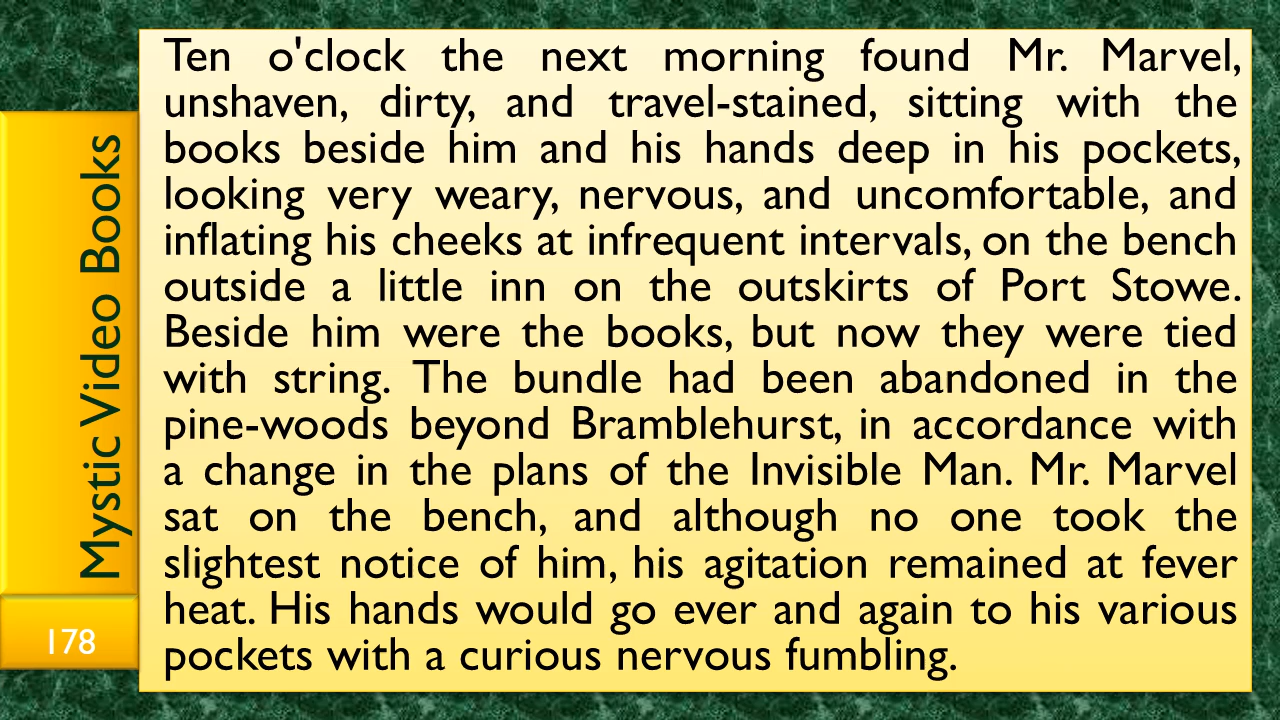 Ten o'clock the next morning found Mr. Marvel,
unshaven, dirty, and travel-stained, sitting with the
books beside him and his hands deep in his pockets,
looking very weary, nervous, and uncomfortable, and
inflating his cheeks at infrequent intervals, on the bench
outside a little inn on the outskirts of Port Stowe.
Beside him were the books, but now they were tied
with string. The bundle had been abandoned in the
pine-woods beyond Bramblehurst, in accordance with
a change in the plans of the Invisible Man. Mr. Marvel
sat on the bench, and although no one took the
slightest notice of him, his agitation remained at fever
heat. His hands would go ever and again to his various
pockets with a curious nervous fumbling.
Mystic Video Books
178